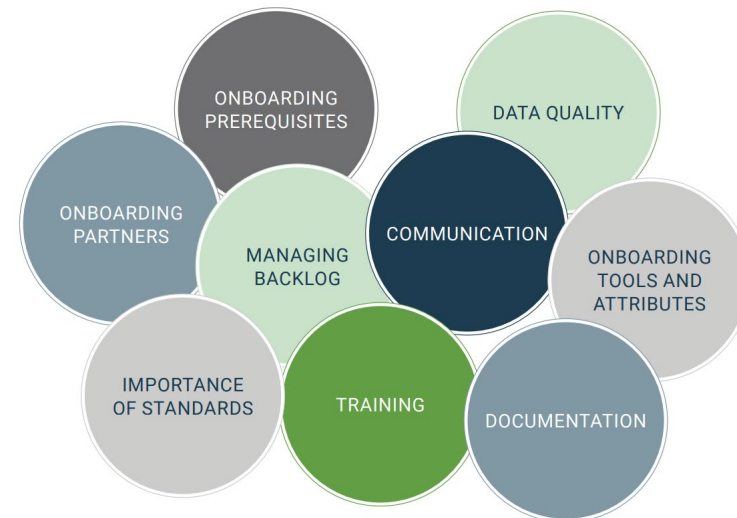 ONBOARDING
PREREQUISITES
DATA QUALITY
ONBOARDING
PARTNERS
COMMUNICATION
MANAGING
BACKLOG
ONBOARDING
TOOLS AND
ATTRIBUTES
IMPORTANCE
OF STANDARDS
TRAINING
DOCUMENTATION